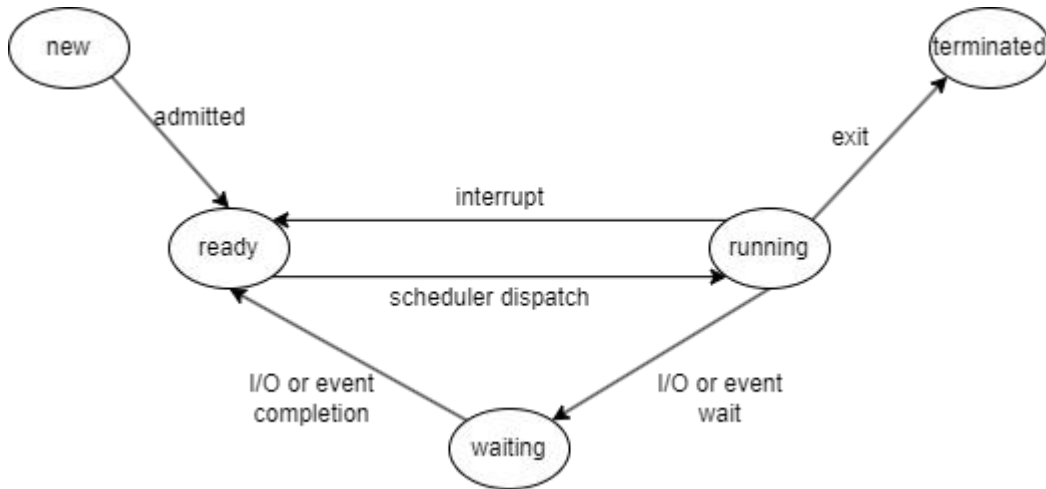 new
terminated
admitted
exit
interrupt
ready
running
scheduler dispatch
I/O or event
completion
I/O or event
wait
waiting